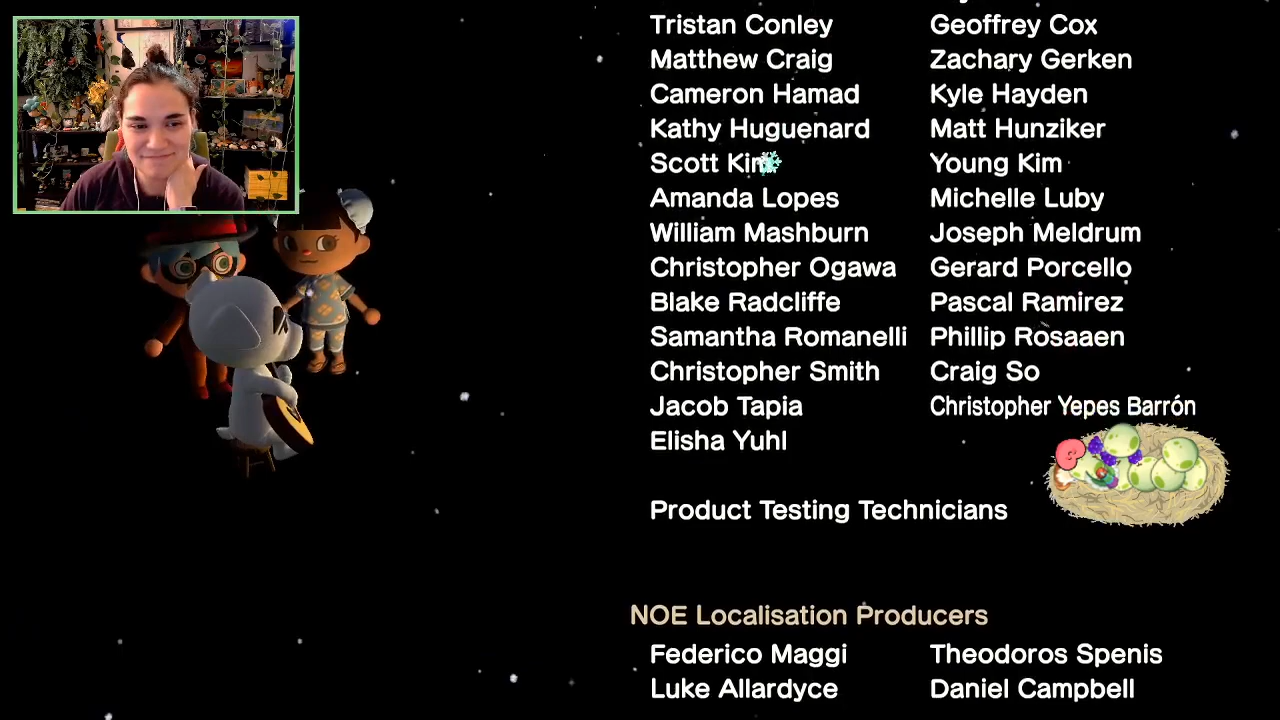 Tristan Conley Geoffrey Cox
Matthew Craig Zachary Gerken
Cameron Hamad Kyle Hayden
Kathy Huguenard Matt Hunziker
Scott Kim Young Kim
Amanda Lopes Michelle Luby
William Mashburn Joseph Meldrum
Christopher Ogawa Gerard Porcello
Blake Radcliffe Pascal Ramirez
Samantha Romanelli Phillip Rosaaen
Christopher Smith Craig So
Jacob Tapia Christopher Yepes Barrón
Elisha Yuhl
Product Testing Technicians
NOE Localisation Producers
Federico Maggi Theodoros Spenis
Luke Allardyce Daniel Campbell